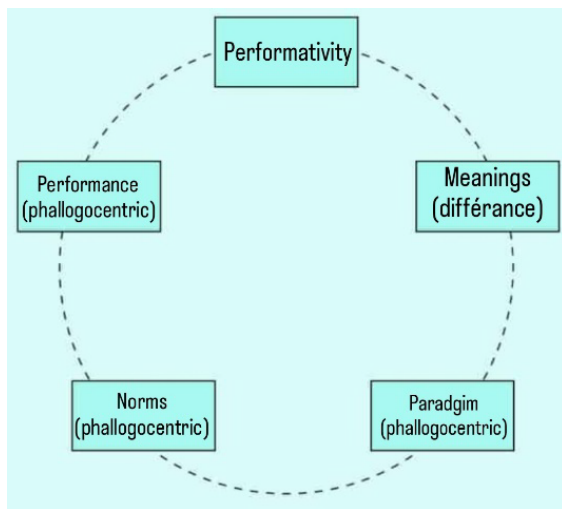 Performativity
Performance
(phallogocentric)
Meanings
(différance)
Norms
(phallogocentric)
Paradgim
(phallogocentric)